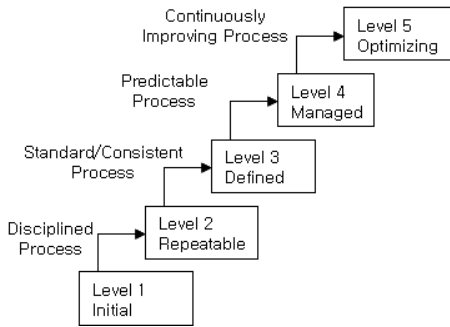 Continuously
Improving Process
Level 5
Optimizing
Predictable
Process
Level 4
Managed
Standard/Consistent
Process
Level 3
Defined
Disciplined
Process
Level 2
Repeatable
Level 1
Initial